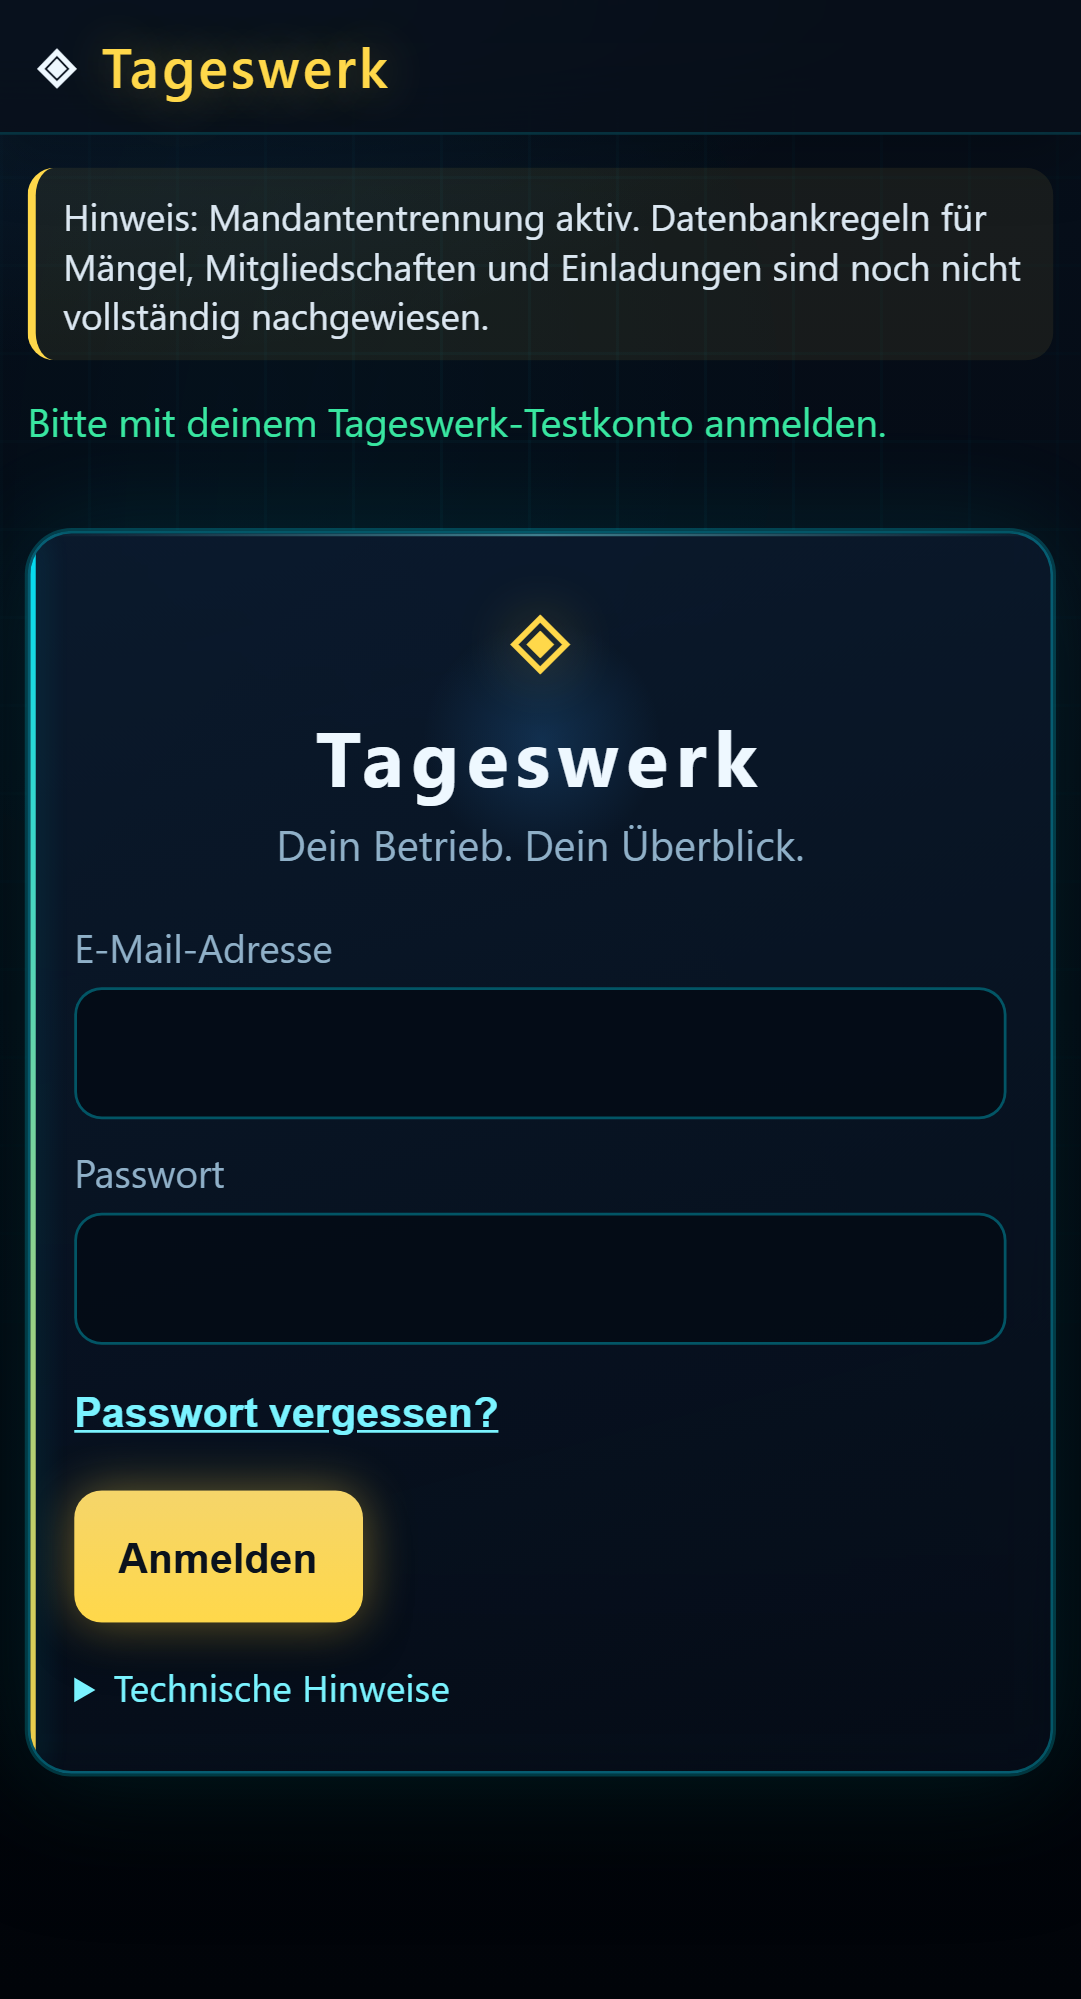 Tageswerk
Hinweis: Mandantentrennung aktiv. Datenbankregeln für
Mängel, Mitgliedschaften und Einladungen sind noch nicht
vollständig nachgewiesen.
Bitte mit deinem Tageswerk-Testkonto anmelden.
Tageswerk
Dein Betrieb. Dein Überblick.
E-Mail-Adresse
Passwort
Passwort vergessen?
Anmelden
Technische Hinweise